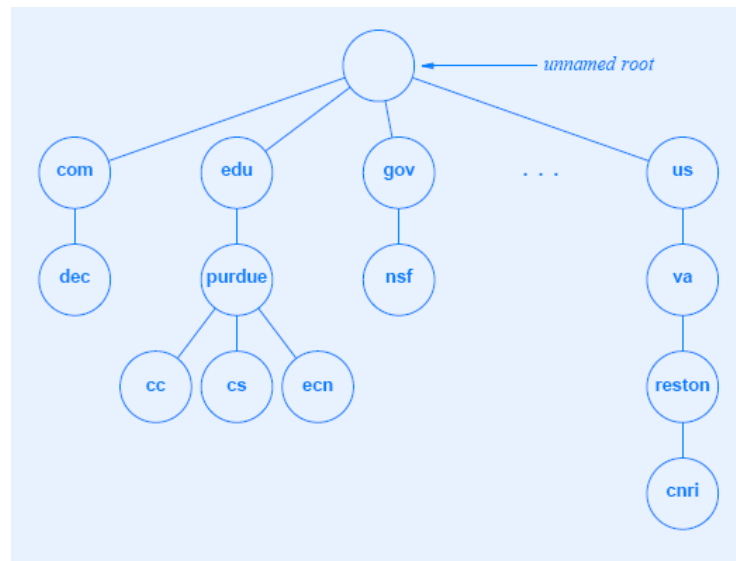 unnamed root
com edu gov . . . us
dec purdue nsf va
cc cs ecn reston
cnri